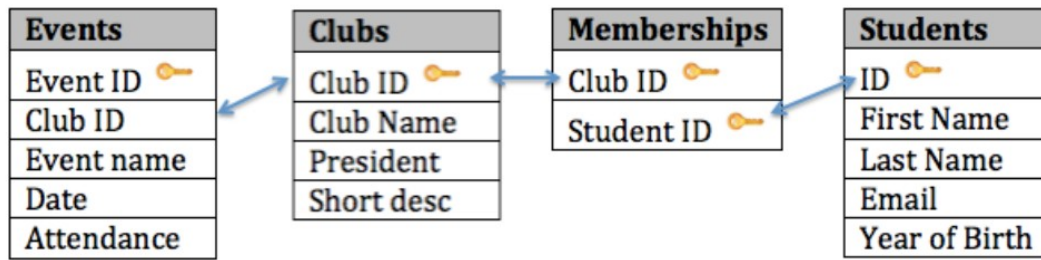 Events
Event ID
Club ID
Event name
Date
Attendance
Clubs
Club ID
Club Name
President
Short desc
Memberships
Club ID
Student ID
Students
ID
First Name
Last Name
Email
Year of Birth